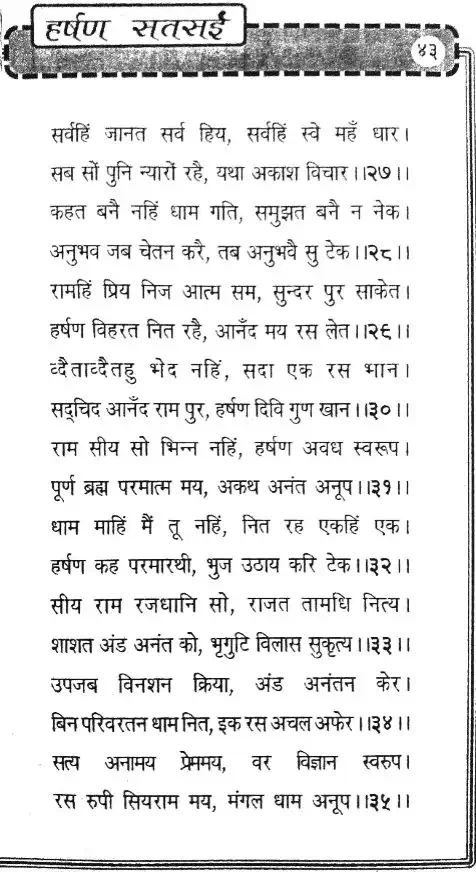 हर्षण सतसई
४३
सर्वहिं जानत सर्व हिय, सर्वहिं स्वे महँ धार।
सब सों पुनि न्यारों रहै, यथा अकाश विचार।।२७।।
कहत बनै नहिं धाम गति, समुझत बनै न नेक।
अनुभव जब चेतन करै, तब अनुभवै सु टेक।।२८।।
रामहिं प्रिय निज आत्म सम, सुन्दर पुर साकेत।
हर्षण विहरत नित रहै, आनँद मय रस लेत।।२९।।
व्दैताव्दैतहु भेद नहिं, सदा एक रस भान।
सद्चिद आनँद राम पुर, हर्षण दिवि गुण खान।।३०।।
राम सीय सो भिन्न नहिं, हर्षण अवध स्वरूप।
पूर्ण ब्रह्म परमात्म मय, अकथ अनंत अनूप।।३१।।
धाम माहिं मैं तू नहिं, नित रह एकहिं एक।
हर्षण कह परमारथी, भुज उठाय करि टेक।।३२।।
सीय राम रजधानि सो, राजत तामधि नित्य।
शाशत अंड अनंत को, भृगुटि विलास सुकृत्य।।३३।।
उपजब विनशन क्रिया, अंड अनंतन केर।
बिन परिवरतन धाम नित, इक रस अचल अफेर।।३४।।
सत्य अनामय प्रेममय, वर विज्ञान स्वरुप।
रस रुपी सियराम मय, मंगल धाम अनूप।।३५।।